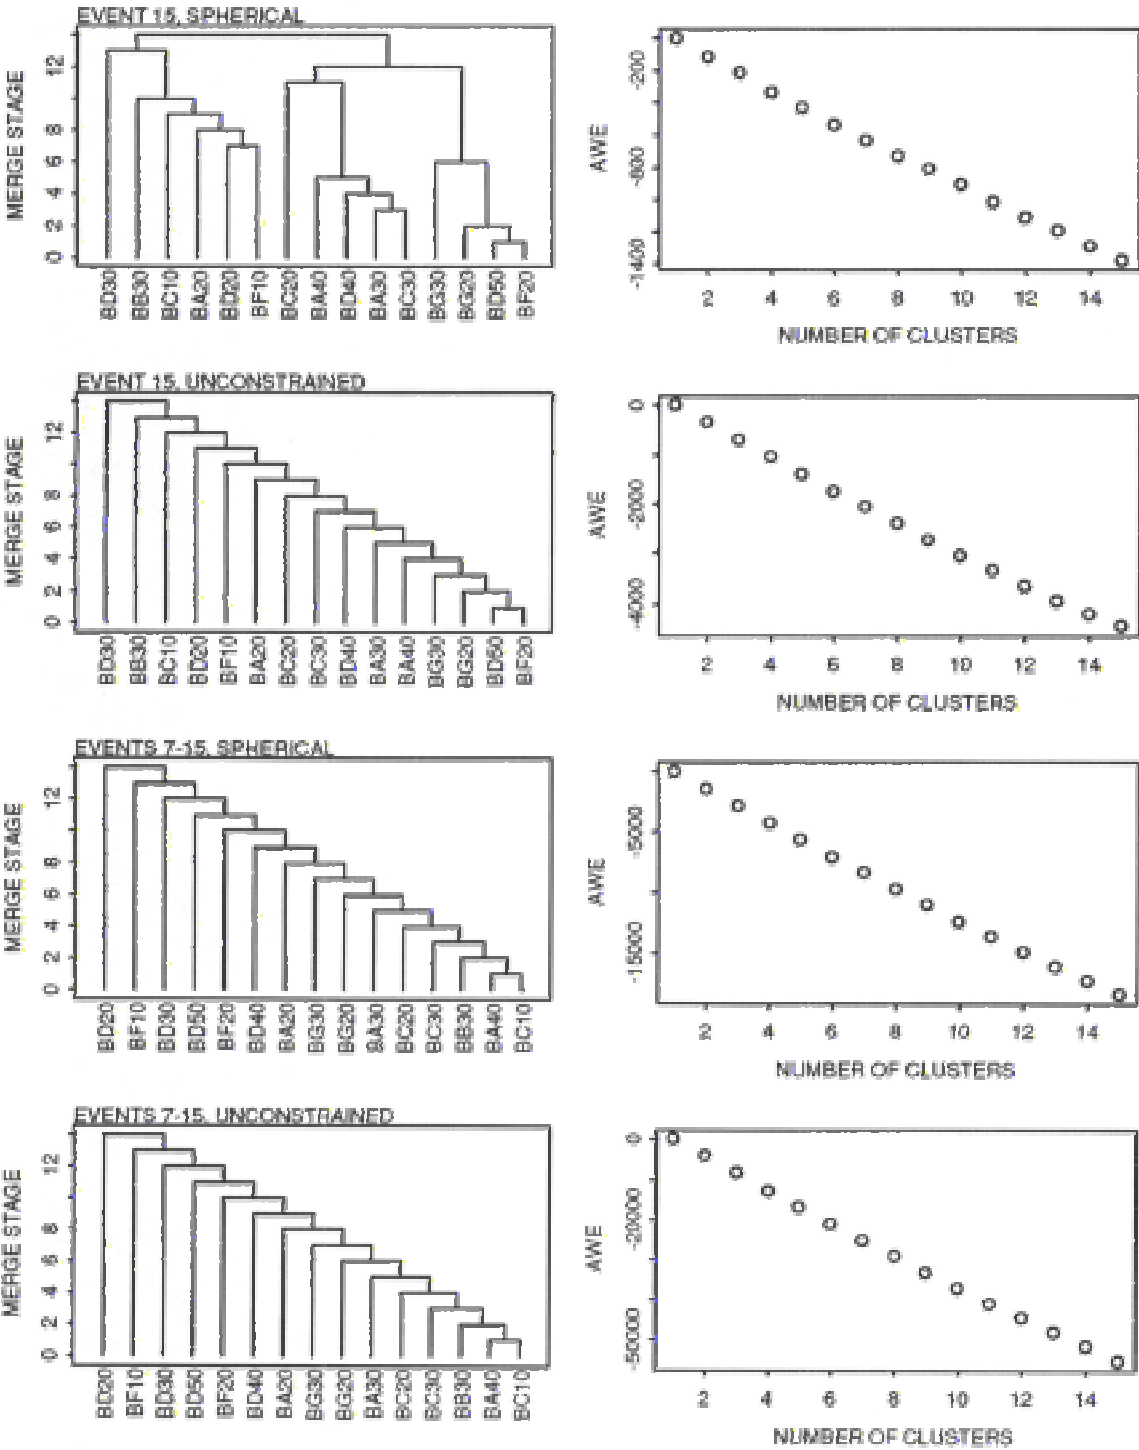 EVENT 15, SPHERICAL
MERGE STAGE
0 2 4 6 8 12
BD30 BB30 BC10 BA20 BD20 BF10 BC20 BA40 BD40 BA30 BC30 BG30 BG20 BD50 BF20
AWE
-200 -800 -1400
2 4 6 8 10 12 14
NUMBER OF CLUSTERS
EVENT 15, UNCONSTRAINED
MERGE STAGE
0 2 4 6 8 12
BD30 BB30 BC10 BD20 BF10 BA20 BC20 BC30 BD40 BA30 BA40 BG30 BG20 BD50 BF20
AWE
0 -2000 -4000
2 4 6 8 10 12 14
NUMBER OF CLUSTERS
EVENTS 7-15, SPHERICAL
MERGE STAGE
0 2 4 6 8 12
BD20 BF10 BD30 BD50 BF20 BD40 BA20 BG30 BG20 BA30 BC20 BC30 BB30 BA40 BC10
AWE
-5000 -15000
2 4 6 8 10 12 14
NUMBER OF CLUSTERS
EVENTS 7-15, UNCONSTRAINED
MERGE STAGE
0 2 4 6 8 12
BD20 BF10 BD30 BD50 BF20 BD40 BA20 BG30 BG20 BA30 BC20 BC30 BB30 BA40 BC10
AWE
0 -20000 -50000
2 4 6 8 10 12 14
NUMBER OF CLUSTERS